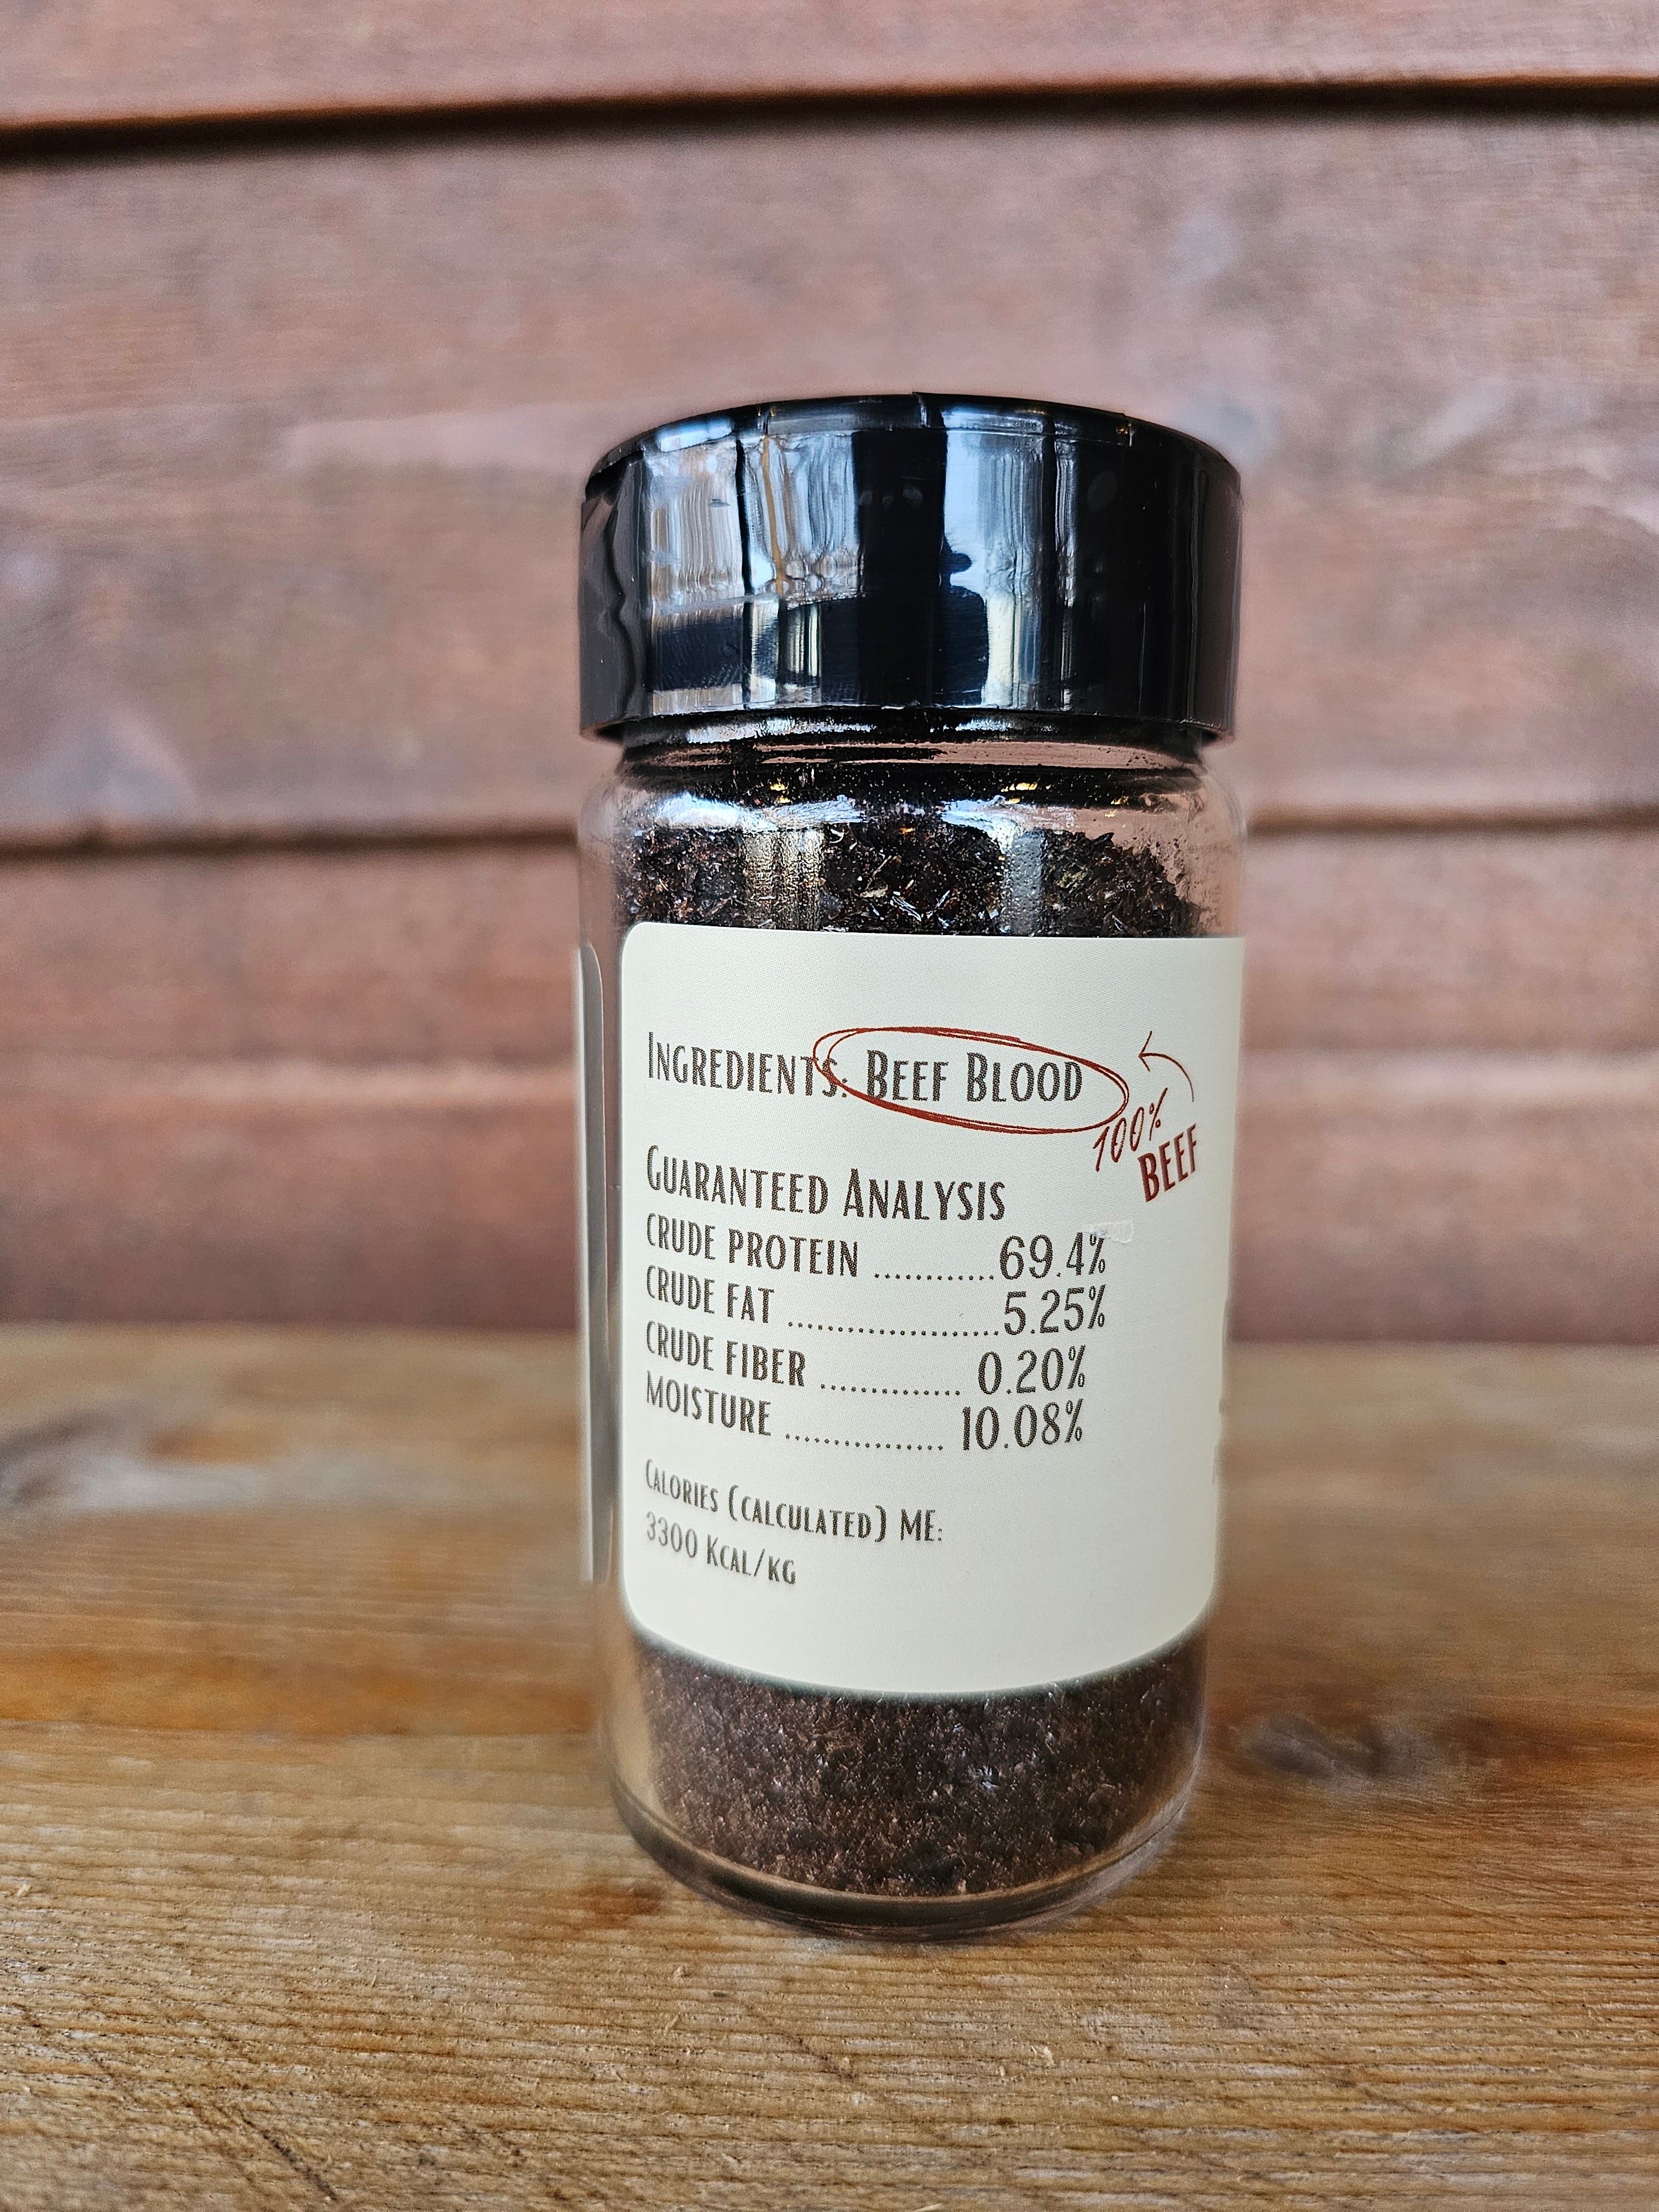 Ingredients: Beef Blood
100%
BEEF
Guaranteed Analysis
crude protein ............69.4%
crude fat .....................5.25%
crude fiber .............. 0.20%
moisture ................ 10.08%
Calories (calculated) ME:
3300 Kcal/kg